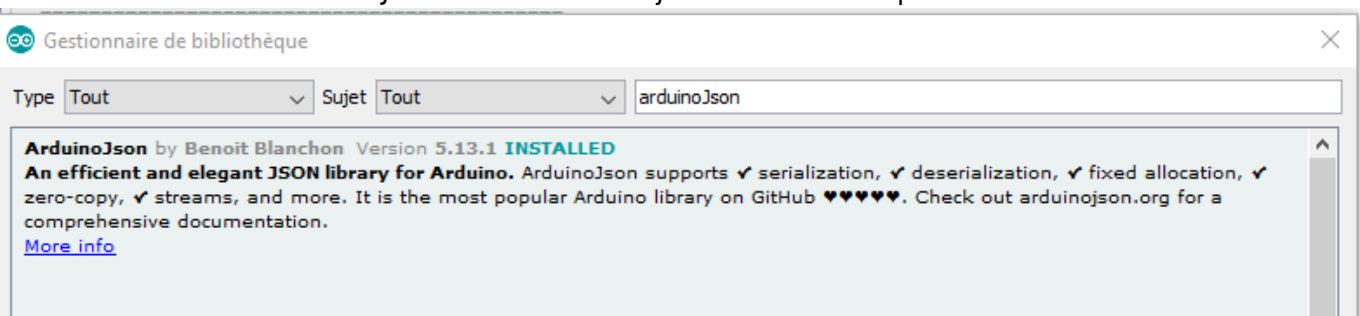 Gestionnaire de bibliothèque
Type Tout Sujet Tout arduinoJson
ArduinoJson by Benoit Blanchon Version 5.13.1 INSTALLED
An efficient and elegant JSON library for Arduino. ArduinoJson supports ✔ serialization, ✔ deserialization, ✔ fixed allocation, ✔
zero-copy, ✔ streams, and more. It is the most popular Arduino library on GitHub ♥♥♥♥♥. Check out arduinojson.org for a
comprehensive documentation.
More info